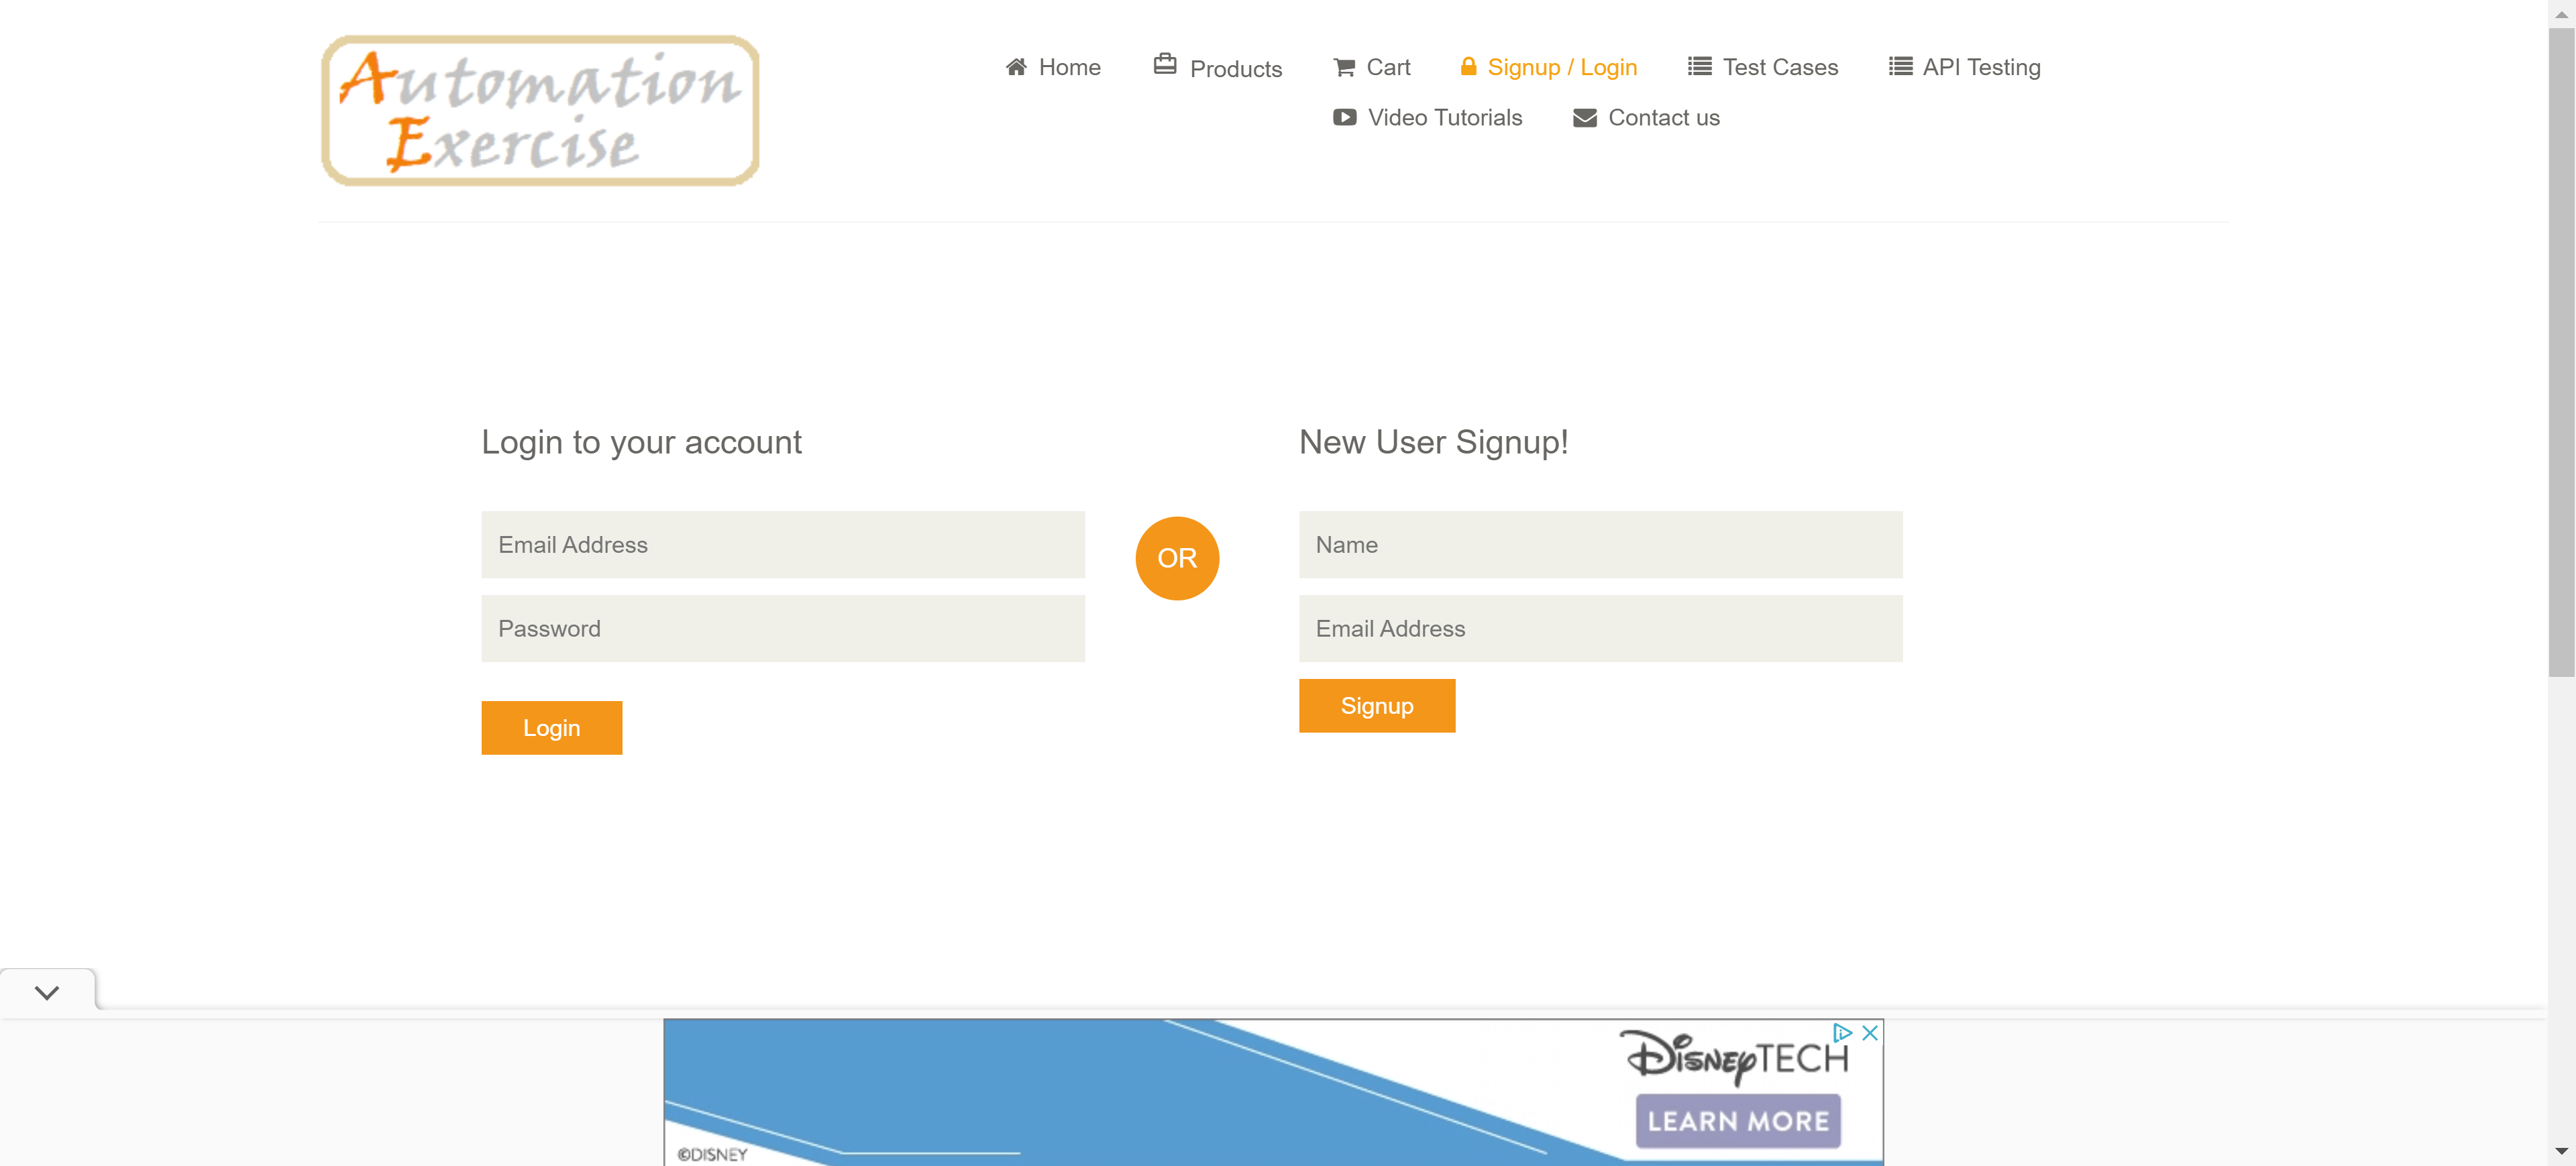 Automation
Exercise
Home
Products
Cart
Signup / Login
Test Cases
API Testing
Video Tutorials
Contact us
Login to your account
Email Address
Password
Login
OR
New User Signup!
Name
Email Address
Signup
DISNEYTECH
LEARN MORE
©DISNEY